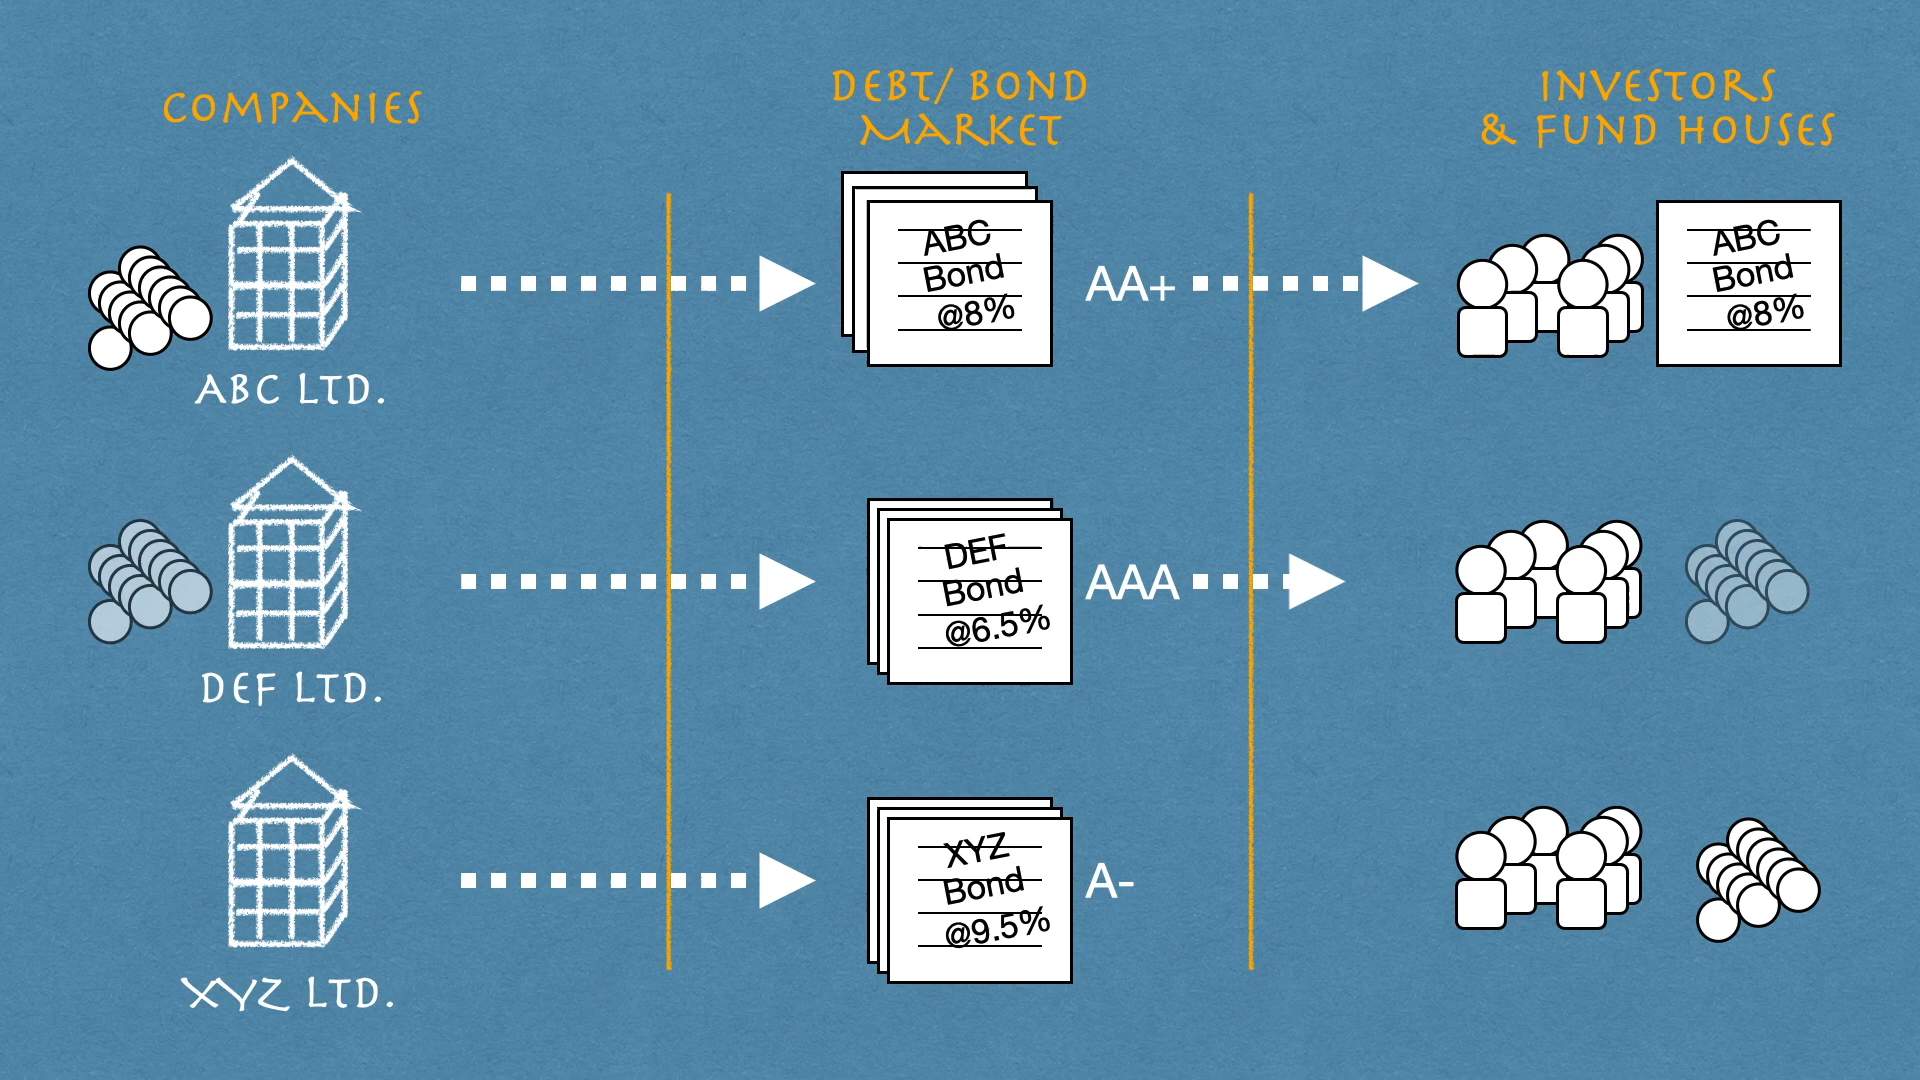 COMPANIES
DEBT/ BOND
MARKET
INVESTORS
& FUND HOUSES
ABC LTD.
ABC
Bond
@8%
AA+
ABC
Bond
@8%
DEF LTD.
DEF
Bond
@6.5%
AAA
XYZ LTD.
XYZ
Bond
@9.5%
A-